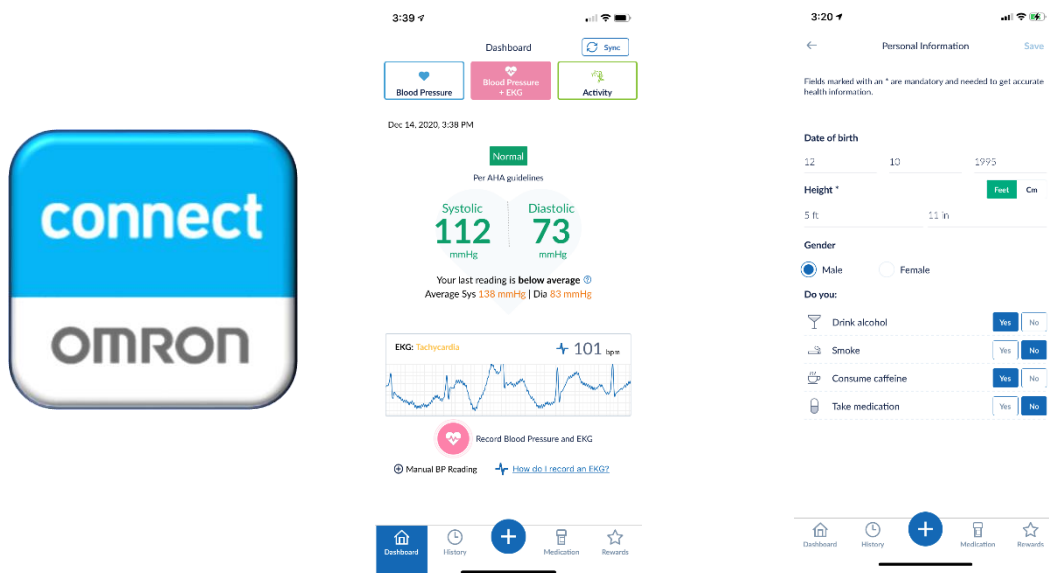 connect
OMRON
3:39
Dashboard
Sync
Blood Pressure
Blood Pressure
+ EKG
Activity
Dec 14, 2020, 3:38 PM
Normal
Per AHA guidelines
Systolic
112
mmHg
Diastolic
73
mmHg
Your last reading is below average
Average Sys 138 mmHg | Dia 83 mmHg
EKG: Tachycardia
101 bpm
Record Blood Pressure and EKG
Manual BP Reading
How do I record an EKG?
Dashboard
History
Medication
Rewards
3:20
Personal Information
Save
Fields marked with an * are mandatory and needed to get accurate
health information.
Date of birth
12 10 1995
Height *
Feet Cm
5 ft 11 in
Gender
Male Female
Do you:
Drink alcohol Yes No
Smoke Yes No
Consume caffeine Yes No
Take medication Yes No
Dashboard
History
Medication
Rewards